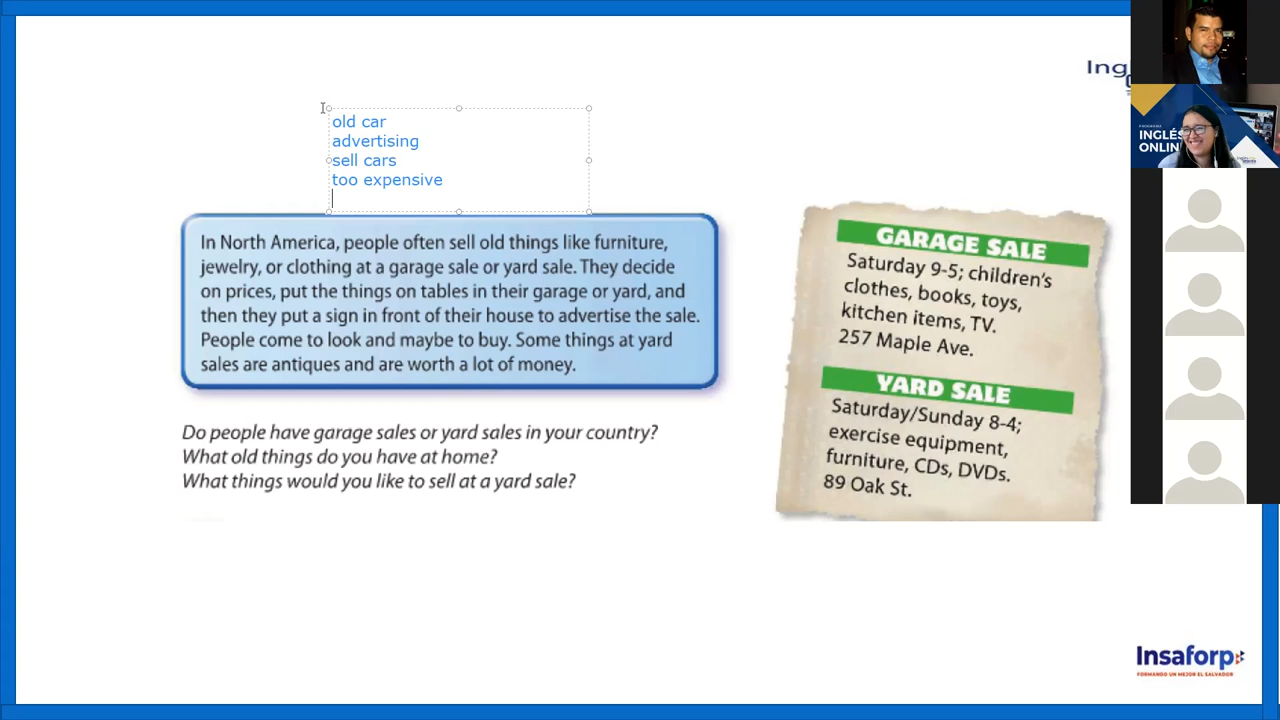 Ing
old car
advertising
sell cars
too expensive
In North America, people often sell old things like furniture,
jewelry, or clothing at a garage sale or yard sale. They decide
on prices, put the things on tables in their garage or yard, and
then they put a sign in front of their house to advertise the sale.
People come to look and maybe to buy. Some things at yard
sales are antiques and are worth a lot of money.
Do people have garage sales or yard sales in your country?
What old things do you have at home?
What things would you like to sell at a yard sale?
GARAGE SALE
Saturday 9-5; children's
clothes, books, toys,
kitchen items, TV.
257 Maple Ave.
YARD SALE
Saturday/Sunday 8-4;
exercise equipment,
furniture, CDs, DVDs.
89 Oak St.
INGLÉS
ONLIN
Insaforp
FORMANDO UN MEJOR EL SALVADOR